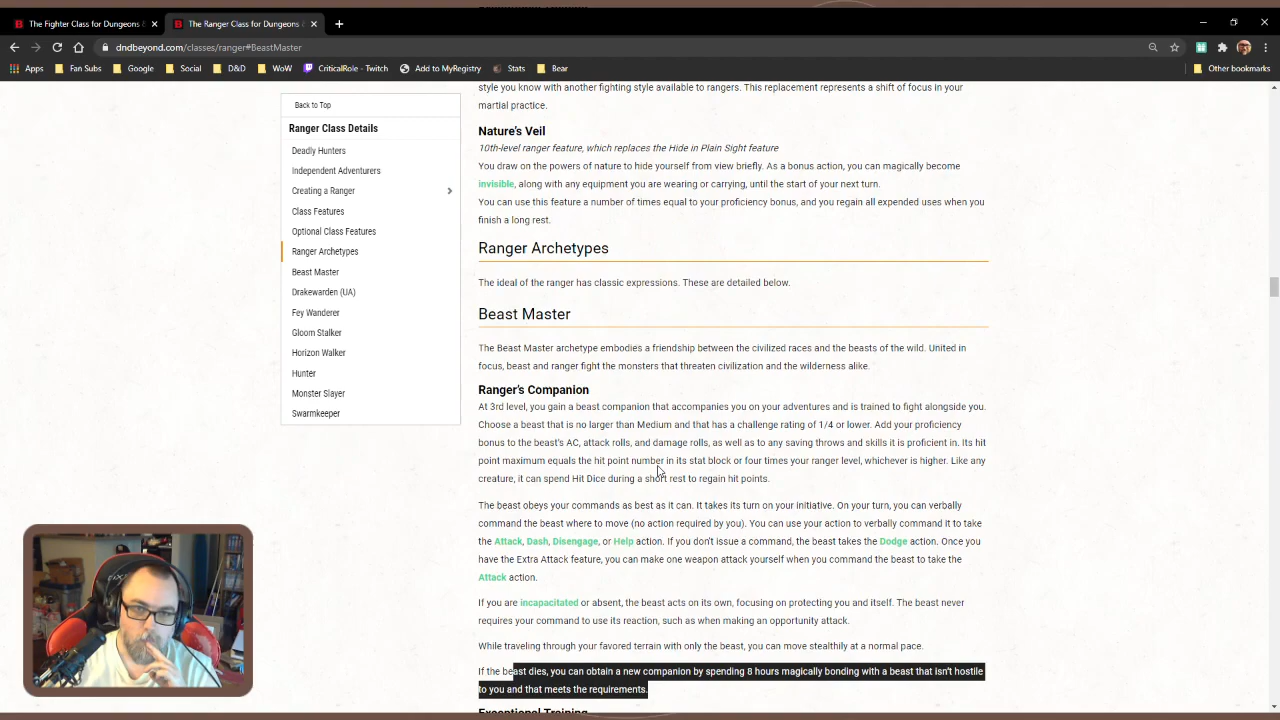 The Fighter Class for Dungeons &
The Ranger Class for Dungeons &
dndbeyond.com/classes/ranger#BeastMaster
Apps
Fan Subs
Google
Social
D&D
WoW
CriticalRole - Twitch
Add to MyRegistry
Stats
Bear
Other bookmarks
Back to Top
Ranger Class Details
Deadly Hunters
Independent Adventurers
Creating a Ranger
Class Features
Optional Class Features
Ranger Archetypes
Beast Master
Drakewarden (UA)
Fey Wanderer
Gloom Stalker
Horizon Walker
Hunter
Monster Slayer
Swarmkeeper
style you know with another fighting style available to rangers. This replacement represents a shift of focus in your
martial practice.
Nature's Veil
10th-level ranger feature, which replaces the Hide in Plain Sight feature
You draw on the powers of nature to hide yourself from view briefly. As a bonus action, you can magically become
invisible, along with any equipment you are wearing or carrying, until the start of your next turn.
You can use this feature a number of times equal to your proficiency bonus, and you regain all expended uses when you
finish a long rest.
Ranger Archetypes
The ideal of the ranger has classic expressions. These are detailed below.
Beast Master
The Beast Master archetype embodies a friendship between the civilized races and the beasts of the wild. United in
focus, beast and ranger fight the monsters that threaten civilization and the wilderness alike.
Ranger's Companion
At 3rd level, you gain a beast companion that accompanies you on your adventures and is trained to fight alongside you.
Choose a beast that is no larger than Medium and that has a challenge rating of 1/4 or lower. Add your proficiency
bonus to the beast's AC, attack rolls, and damage rolls, as well as to any saving throws and skills it is proficient in. Its hit
point maximum equals the hit point number in its stat block or four times your ranger level, whichever is higher. Like any
creature, it can spend Hit Dice during a short rest to regain hit points.
The beast obeys your commands as best as it can. It takes its turn on your initiative. On your turn, you can verbally
command the beast where to move (no action required by you). You can use your action to verbally command it to take
the Attack, Dash, Disengage, or Help action. If you don't issue a command, the beast takes the Dodge action. Once you
have the Extra Attack feature, you can make one weapon attack yourself when you command the beast to take the
Attack action.
If you are incapacitated or absent, the beast acts on its own, focusing on protecting you and itself. The beast never
requires your command to use its reaction, such as when making an opportunity attack.
While traveling through your favored terrain with only the beast, you can move stealthily at a normal pace.
If the beast dies, you can obtain a new companion by spending 8 hours magically bonding with a beast that isn't hostile
to you and that meets the requirements.
Exceptional Training